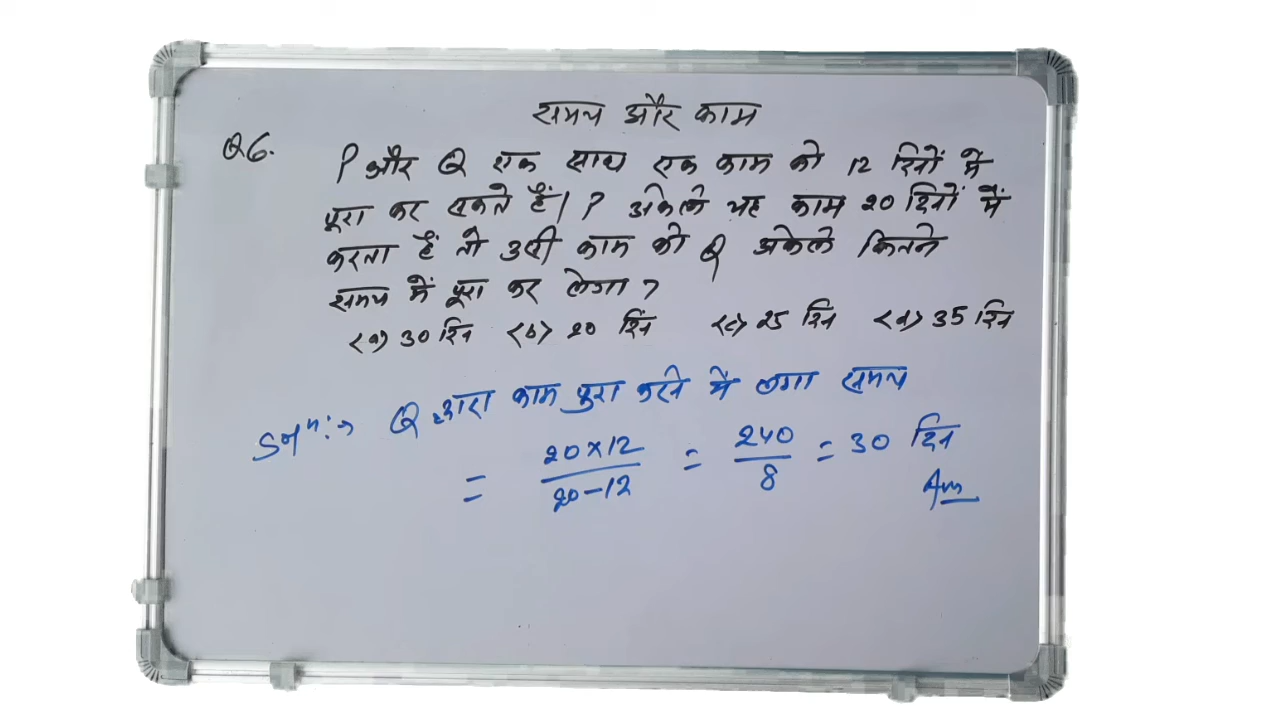 समय और काम
Q6. P और Q एक साथ एक काम को 12 दिनों में
पूरा कर सकते हैं। P अकेले यह काम 20 दिनों में
करता हैं तो उसी काम को Q अकेले कितने
समय में पूरा कर लेगा ?
(a) 30 दिन (b) 20 दिन (c) 25 दिन (d) 35 दिन
Solⁿ:→ Q द्वारा काम पुरा करने में लगा समय
= 20×12 / 20−12 = 240 / 8 = 30 दिन
Ans